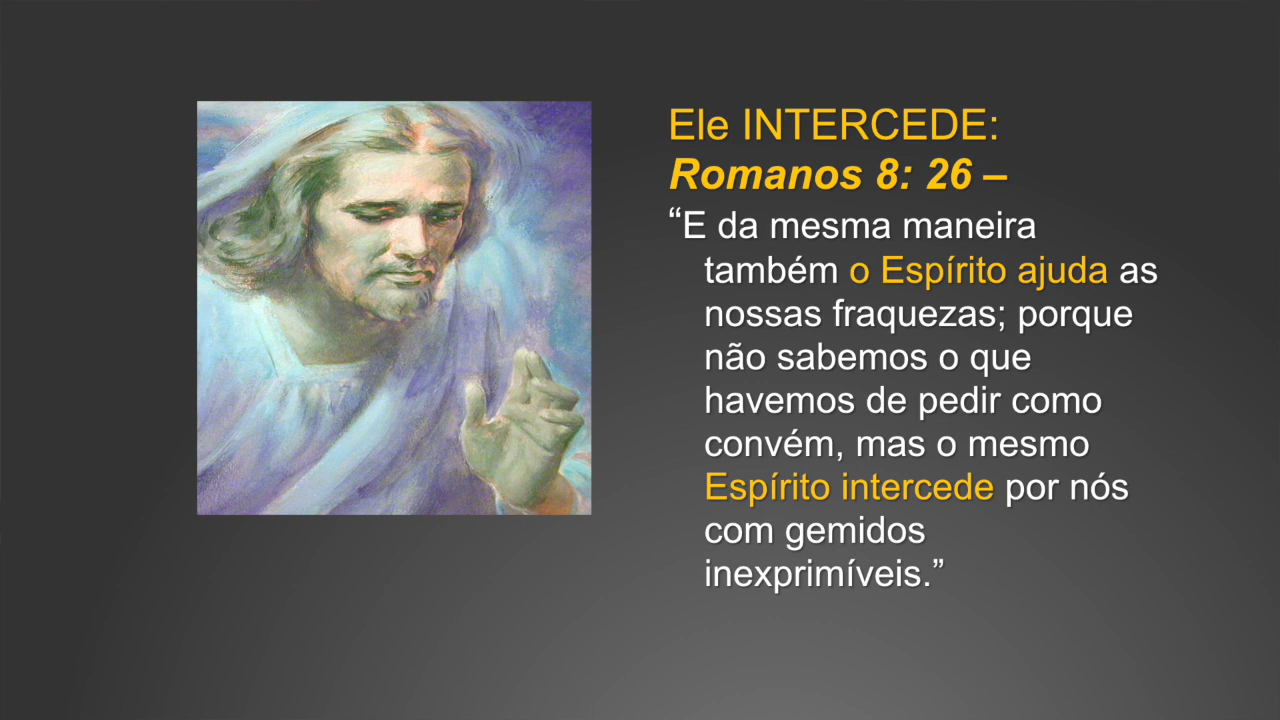 Ele INTERCEDE:
Romanos 8: 26 –
“E da mesma maneira
também o Espírito ajuda as
nossas fraquezas; porque
não sabemos o que
havemos de pedir como
convém, mas o mesmo
Espírito intercede por nós
com gemidos
inexprimíveis.”